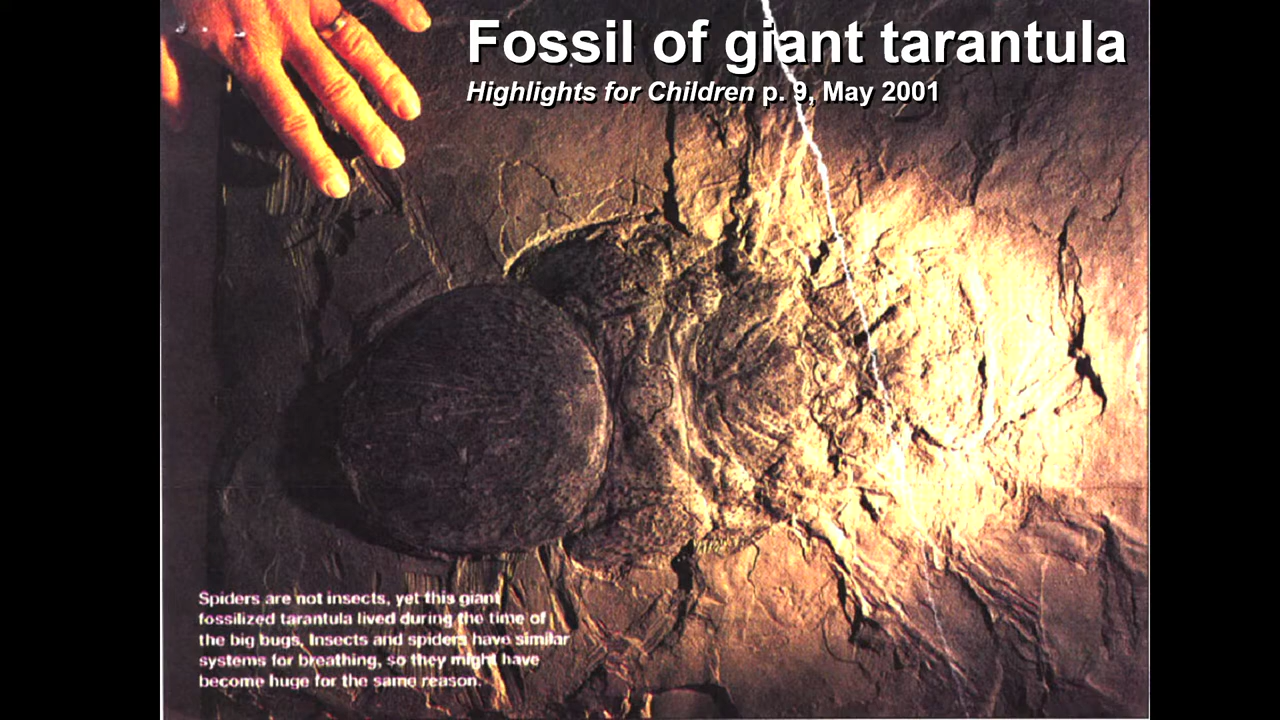 Fossil of giant tarantula
Highlights for Children p. 9, May 2001
Spiders are not insects, yet this giant
fossilized tarantula lived during the time of
the big bugs. Insects and spiders have similar
systems for breathing, so they might have
become huge for the same reason.